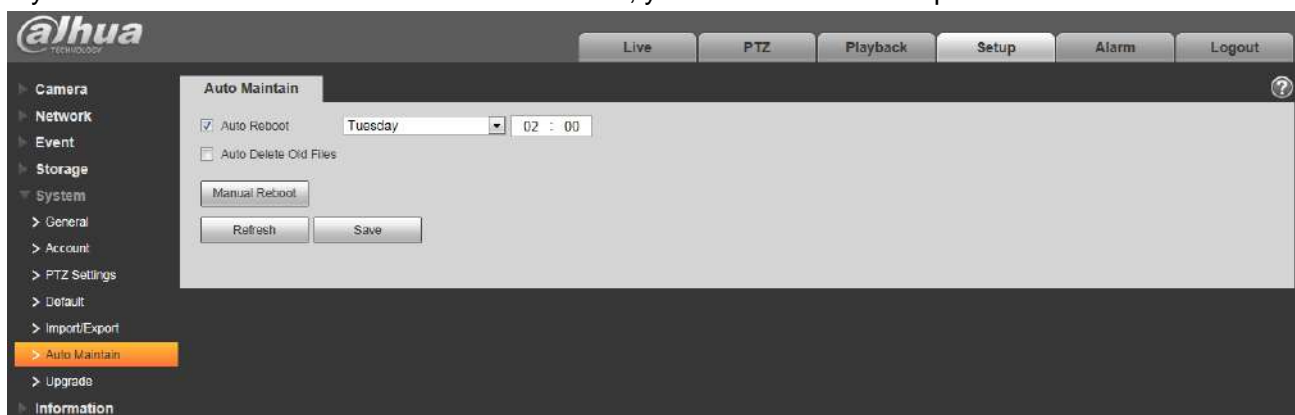 alhua
TECHNOLOGY
Live
PTZ
Playback
Setup
Alarm
Logout
Camera
Network
Event
Storage
System
> General
> Account
> PTZ Settings
> Default
> Import/Export
> Auto Maintain
> Upgrade
Information
Auto Maintain
?
Auto Reboot Tuesday 02 : 00
Auto Delete Old Files
Manual Reboot
Refresh Save